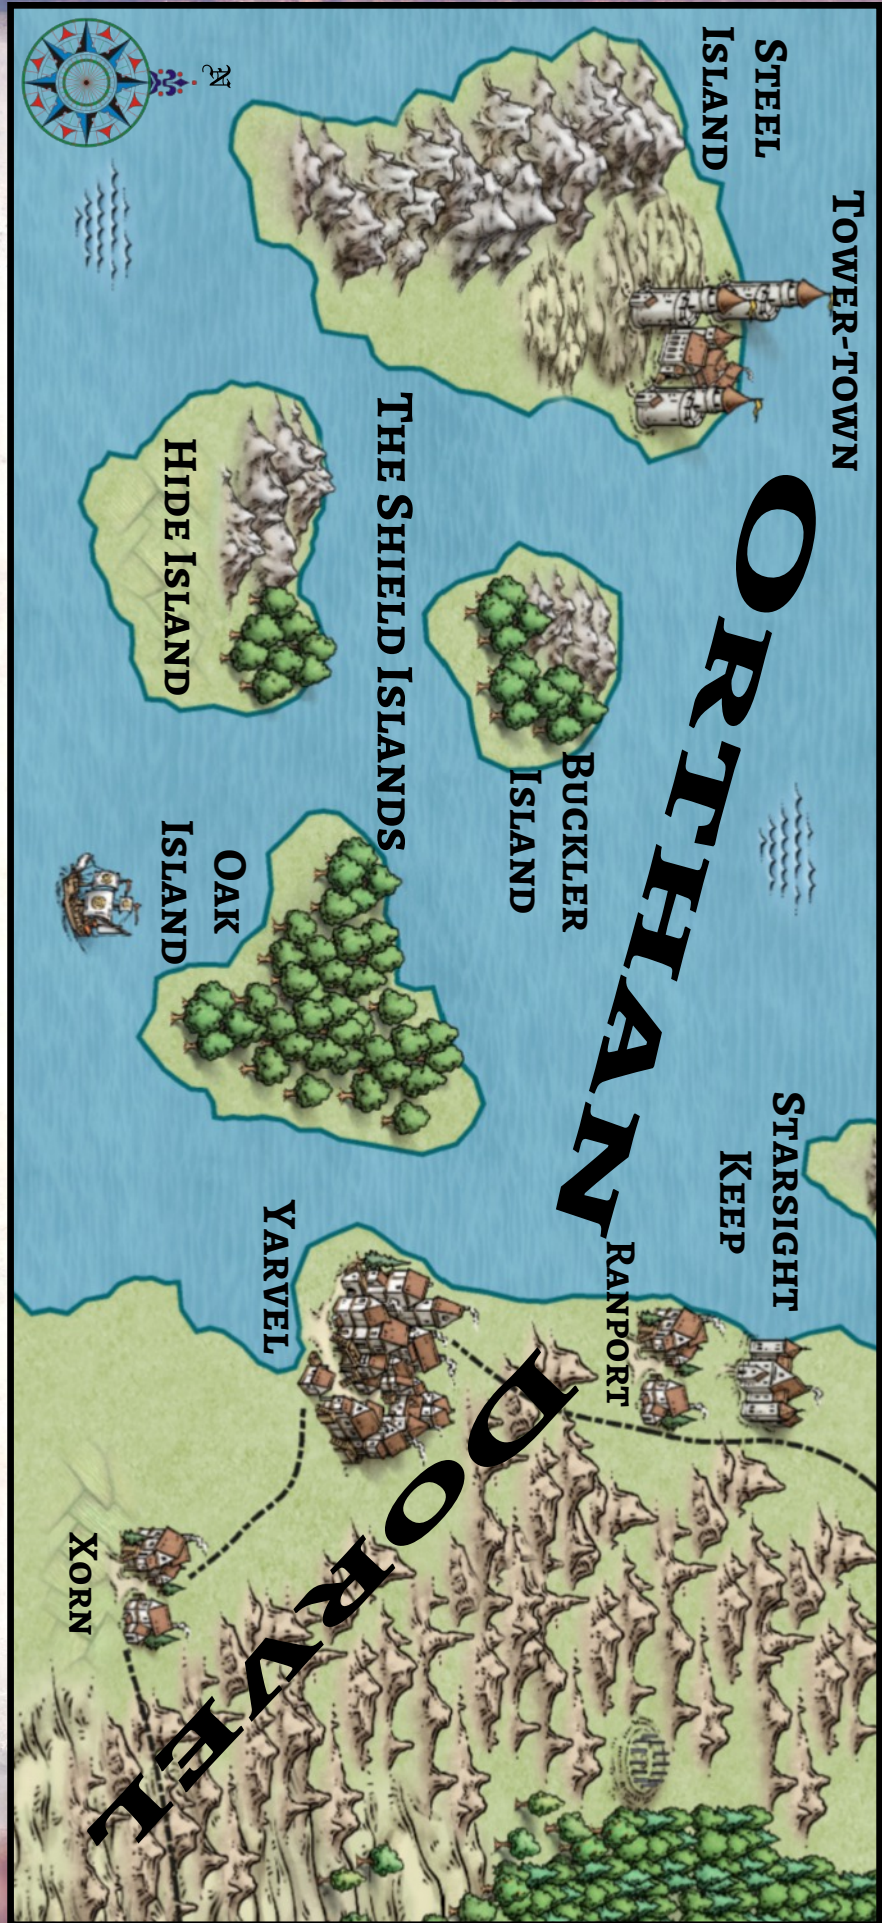 N
Steel
Island
Tower-town
Orthan
The Shield Islands
Hide Island
Buckler
Island
Oak
Island
Starsight
Keep
Ranport
Yarvel
Dorvel
Xorn